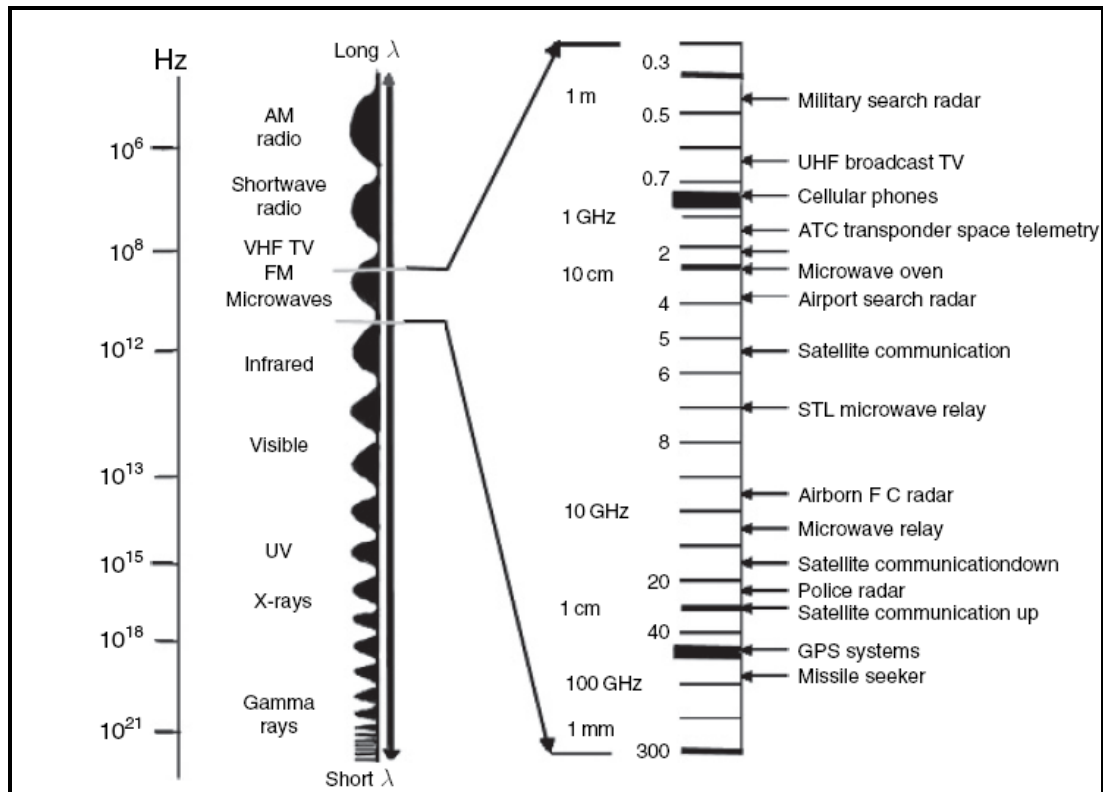 Hz
10⁶
10⁸
10¹²
10¹³
10¹⁵
10¹⁸
10²¹
Long λ
AM
radio
Shortwave
radio
VHF TV
FM
Microwaves
Infrared
Visible
UV
X-rays
Gamma
rays
Short λ
1 m
1 GHz
10 cm
10 GHz
1 cm
100 GHz
1 mm
0.3
0.5
0.7
2
4
5
6
8
20
40
300
Military search radar
UHF broadcast TV
Cellular phones
ATC transponder space telemetry
Microwave oven
Airport search radar
Satellite communication
STL microwave relay
Airborn F C radar
Microwave relay
Satellite communicationdown
Police radar
Satellite communication up
GPS systems
Missile seeker